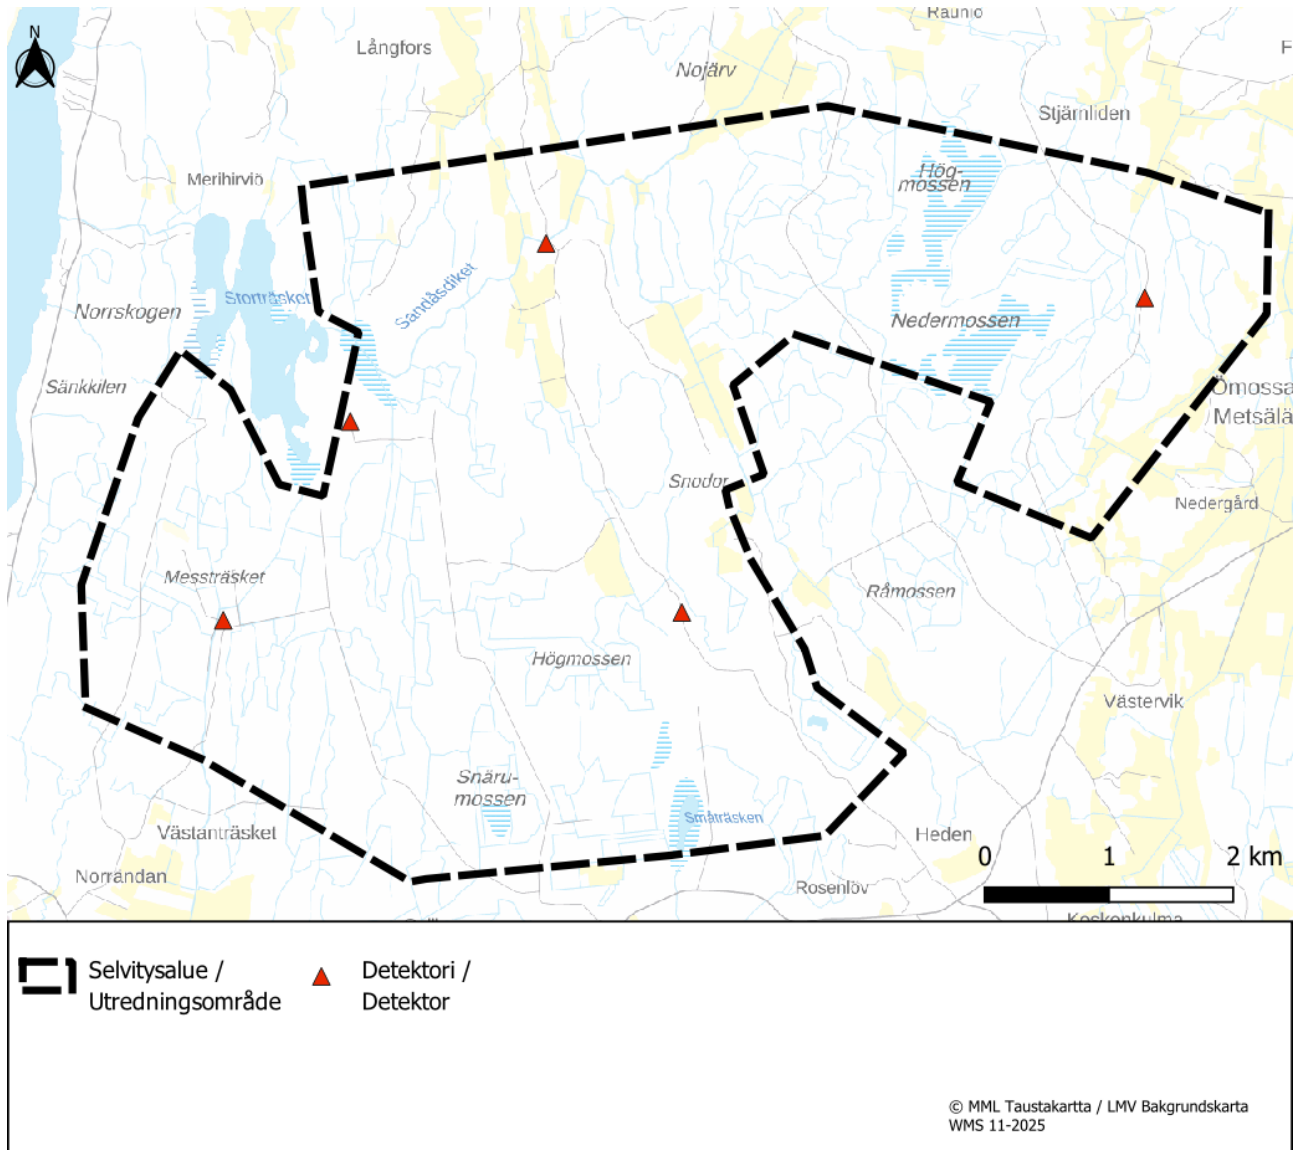 Raunio
N
Långfors
Nojärv
Stjärnliden
Merihirviö
Hög-
mossen
Storträsket
Sandåsdiket
Norrskogen
Nedermossen
Sänkkilen
Ömossa
Metsälä
Snodor
Nedergård
Messträsket
Råmossen
Högmossen
Västervik
Snäru-
mossen
Småträsken
Västanträsket
Heden
Norrändan
Rosenlöv
0 1 2 km
Koskenkulma
Selvitysalue /
Utredningsområde
Detektori /
Detektor
© MML Taustakartta / LMV Bakgrundskarta
WMS 11-2025